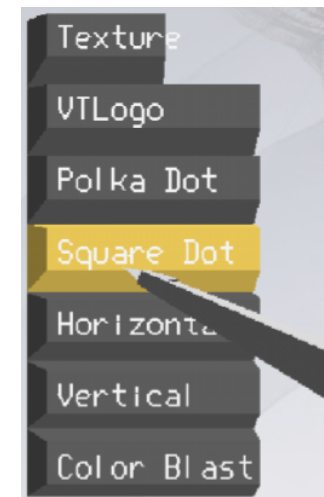 Texture
VTLogo
Polka Dot
Square Dot
Horizonta
Vertical
Color Blast